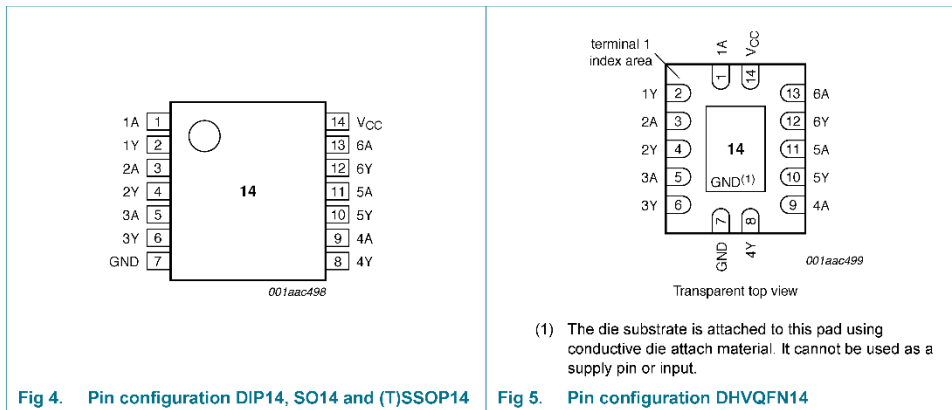 1A 1
1Y 2
2A 3
2Y 4
3A 5
3Y 6
GND 7
14
14 VCC
13 6A
12 6Y
11 5A
10 5Y
9 4A
8 4Y
001aac498
Fig 4. Pin configuration DIP14, SO14 and (T)SSOP14
terminal 1
index area
1A
VCC
1
14
1Y 2
2A 3
2Y 4
3A 5
3Y 6
14
GND(1)
13 6A
12 6Y
11 5A
10 5Y
9 4A
7
8
GND
4Y
001aac499
Transparent top view
(1) The die substrate is attached to this pad using
conductive die attach material. It cannot be used as a
supply pin or input.
Fig 5. Pin configuration DHVQFN14